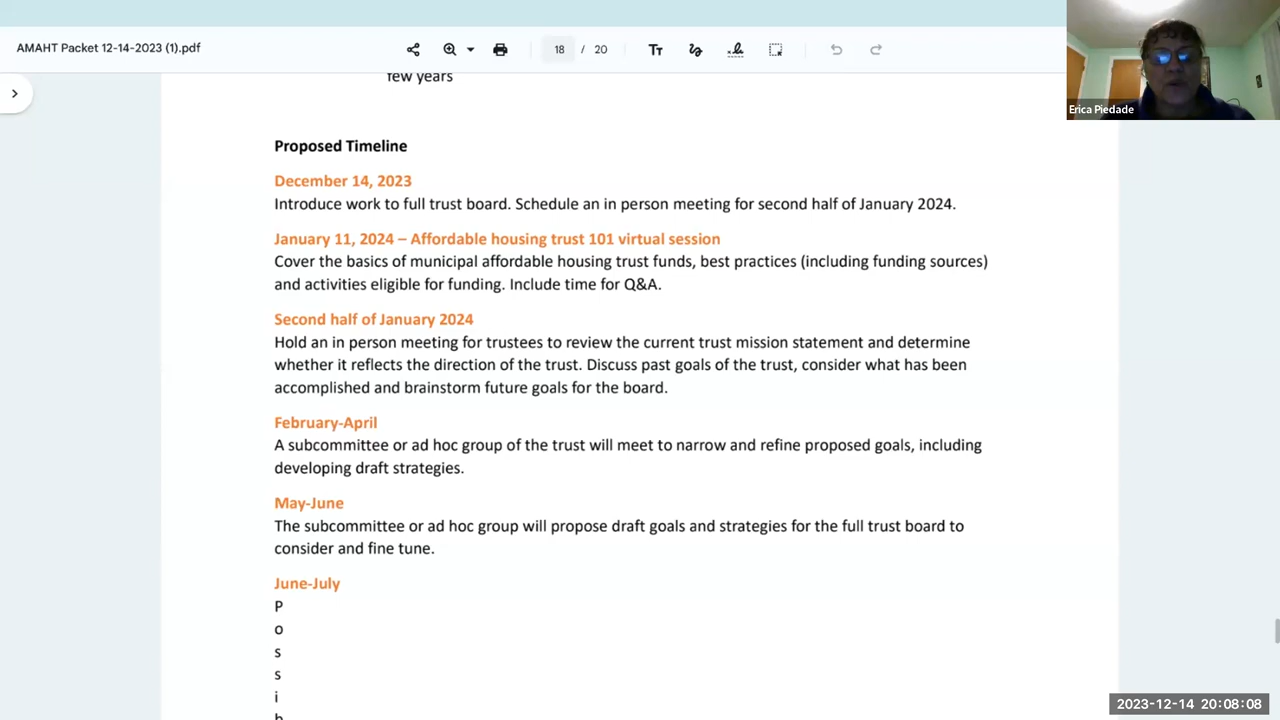 AMAHT Packet 12-14-2023 (1).pdf
18 / 20
few years
Erica Piedade
Proposed Timeline
December 14, 2023
Introduce work to full trust board. Schedule an in person meeting for second half of January 2024.
January 11, 2024 – Affordable housing trust 101 virtual session
Cover the basics of municipal affordable housing trust funds, best practices (including funding sources)
and activities eligible for funding. Include time for Q&A.
Second half of January 2024
Hold an in person meeting for trustees to review the current trust mission statement and determine
whether it reflects the direction of the trust. Discuss past goals of the trust, consider what has been
accomplished and brainstorm future goals for the board.
February-April
A subcommittee or ad hoc group of the trust will meet to narrow and refine proposed goals, including
developing draft strategies.
May-June
The subcommittee or ad hoc group will propose draft goals and strategies for the full trust board to
consider and fine tune.
June-July
P
o
s
s
i
b
2023-12-14 20:08:08